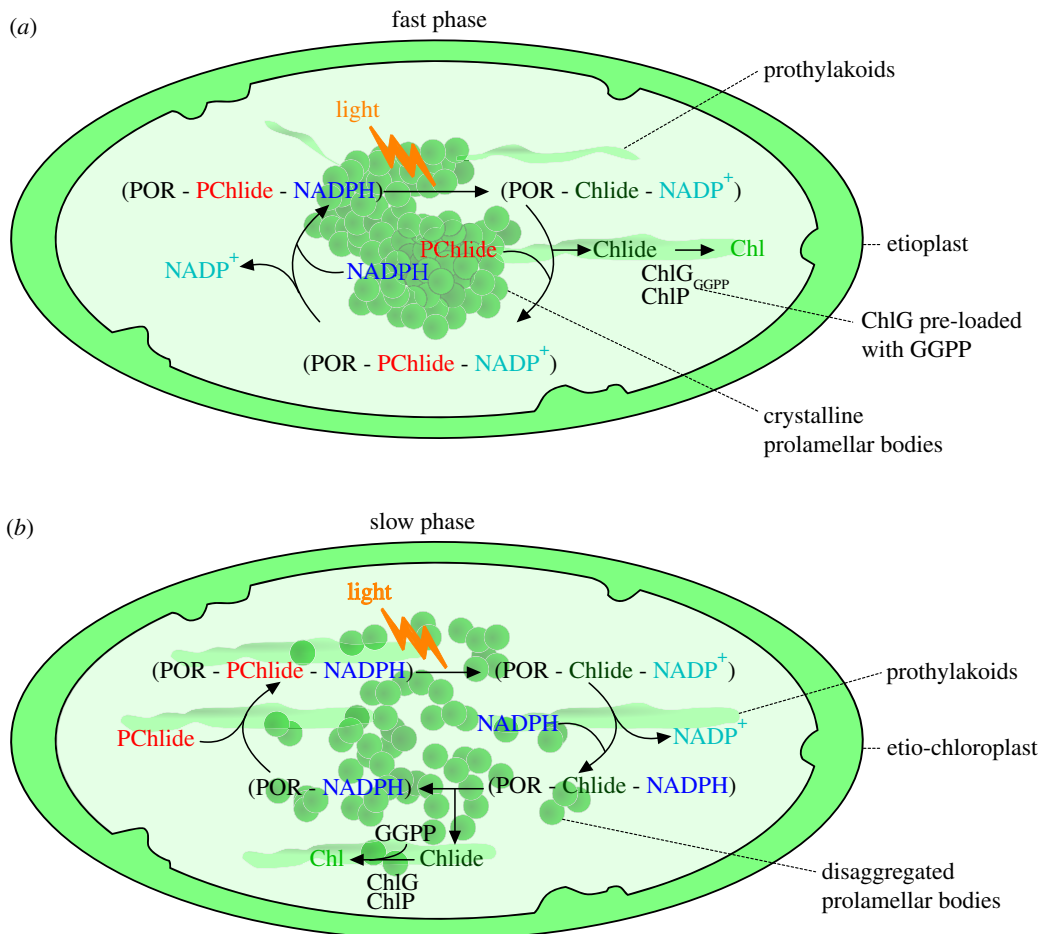 (a)
fast phase
prothylakoids
light
(POR - PChlide - NADPH)
(POR - Chlide - NADP+)
PChlide
Chlide
Chl
etioplast
NADP+
NADPH
ChlG GGPP
ChlP
ChlG pre-loaded
with GGPP
(POR - PChlide - NADP+)
crystalline
prolamellar bodies
(b)
slow phase
light
(POR - PChlide - NADPH)
(POR - Chlide - NADP+)
prothylakoids
PChlide
NADPH
NADP+
etio-chloroplast
(POR - NADPH)
(POR - Chlide - NADPH)
GGPP
Chl
Chlide
ChlG
ChlP
disaggregated
prolamellar bodies